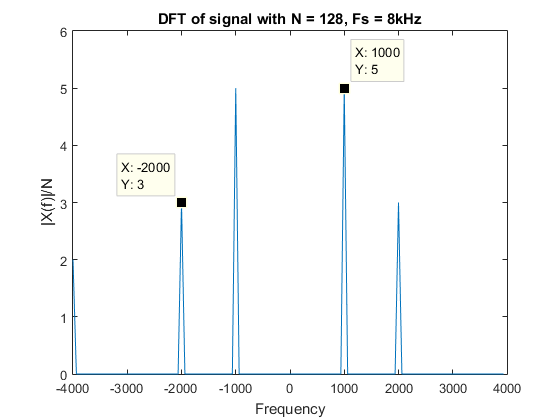 DFT of signal with N = 128, Fs = 8kHz
6
5
4
3
2
1
0
|X(f)|/N
X: -2000
Y: 3
X: 1000
Y: 5
-4000 -3000 -2000 -1000 0 1000 2000 3000 4000
Frequency